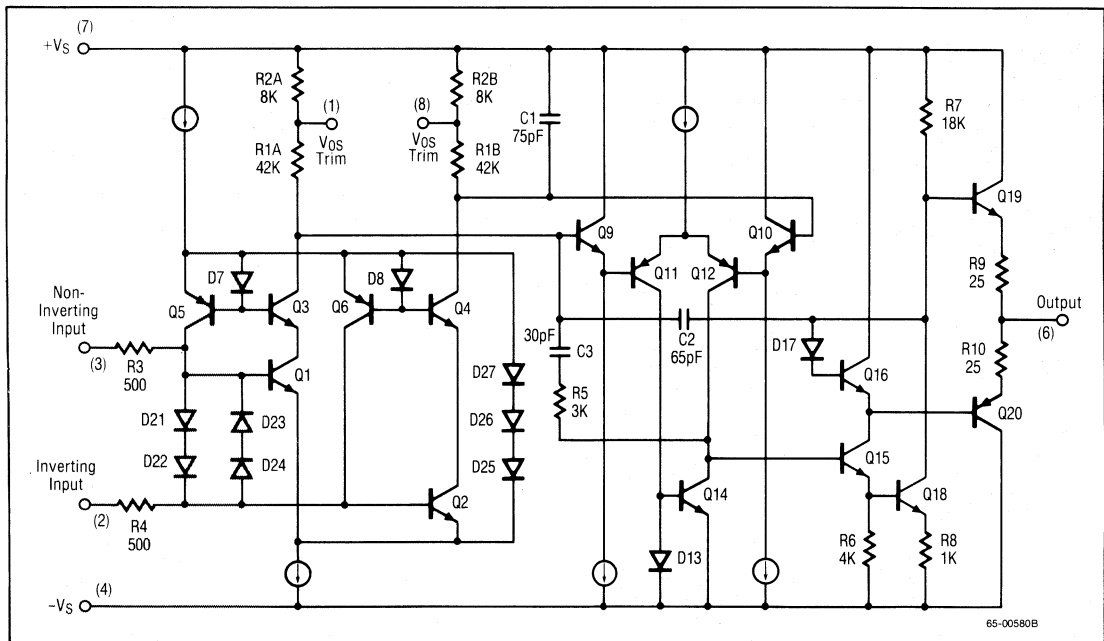 (7)
+VS
R2A
8K
(1)
VOS
Trim
R1A
42K
R2B
8K
(8)
VOS
Trim
R1B
42K
C1
75pF
R7
18K
Q19
Q9
Q10
Q11
Q12
R9
25
Output
(6)
R10
25
Q20
D7
D8
Q5
Q3
Q6
Q4
Non-
Inverting
Input
(3)
R3
500
Q1
30pF
C3
C2
65pF
D17
Q16
R5
3K
D27
D26
D25
D21
D23
D22
D24
Inverting
Input
(2)
R4
500
Q2
Q15
Q14
Q18
D13
R6
4K
R8
1K
(4)
-VS
65-00580B